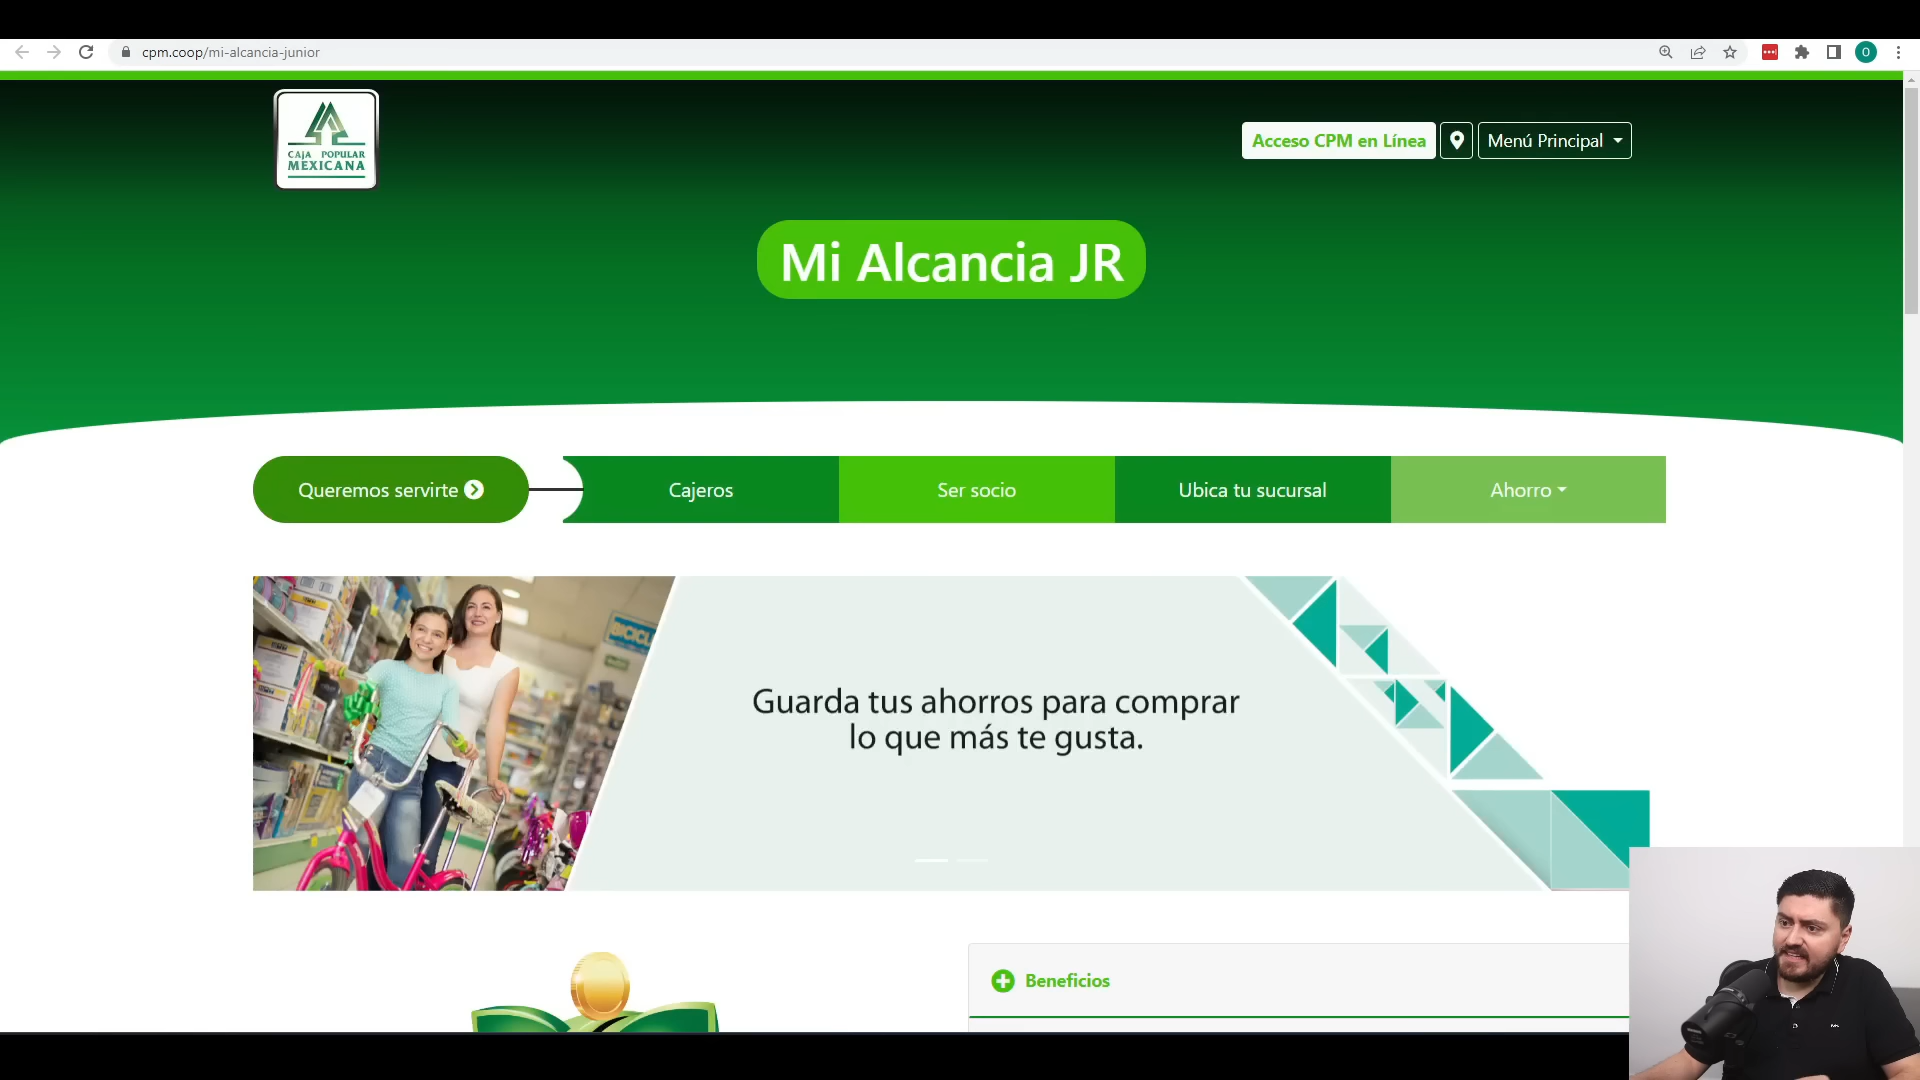 cpm.coop/mi-alcancia-junior
O
CAJA POPULAR
MEXICANA
Acceso CPM en Línea
Menú Principal
Mi Alcancia JR
Queremos servirte
Cajeros
Ser socio
Ubica tu sucursal
Ahorro
BICICL
Guarda tus ahorros para comprar
lo que más te gusta.
Beneficios